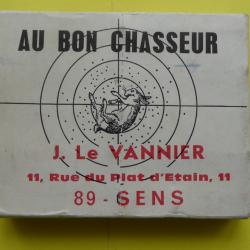 AU BON CHASSEUR
J. Le VANNIER
11, Rue du Plat d'Etain, 11
89 - SENS